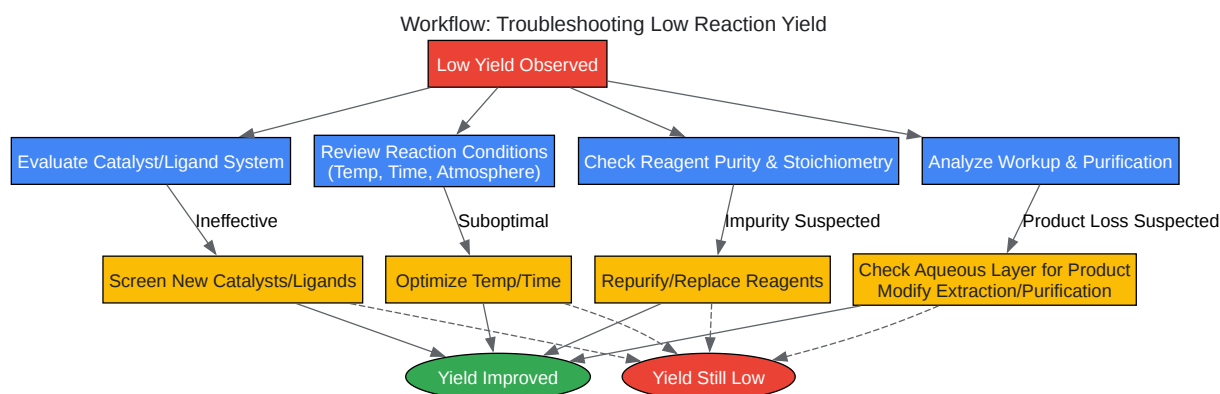 Workflow: Troubleshooting Low Reaction Yield
Low Yield Observed
Evaluate Catalyst/Ligand System
Review Reaction Conditions
(Temp, Time, Atmosphere)
Check Reagent Purity & Stoichiometry
Analyze Workup & Purification
Ineffective
Suboptimal
Impurity Suspected
Product Loss Suspected
Screen New Catalysts/Ligands
Optimize Temp/Time
Repurify/Replace Reagents
Check Aqueous Layer for Product
Modify Extraction/Purification
Yield Improved
Yield Still Low